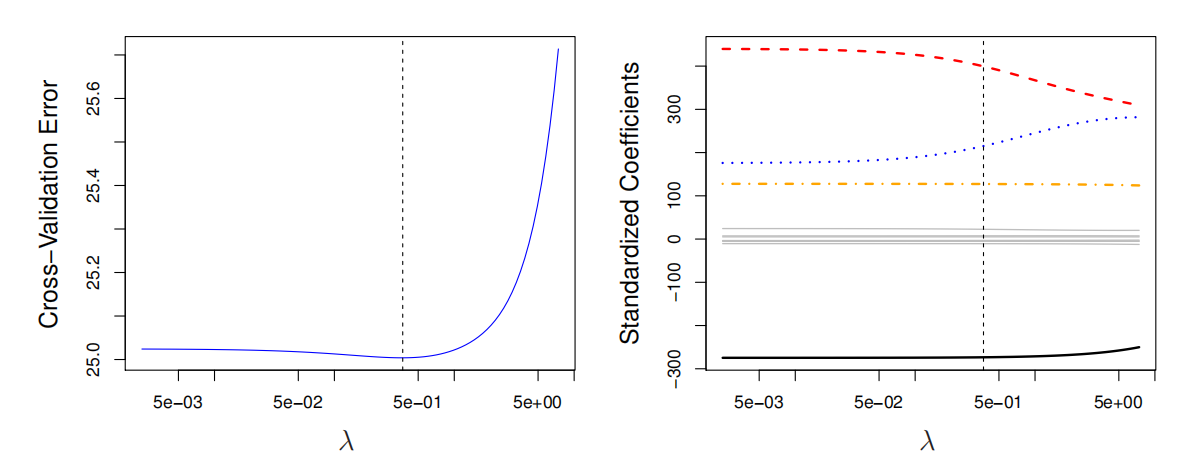 Cross−Validation Error
25.0
25.2
25.4
25.6
5e−03
5e−02
5e−01
5e+00
λ
Standardized Coefficients
−300
−100
0
100
300
5e−03
5e−02
5e−01
5e+00
λ